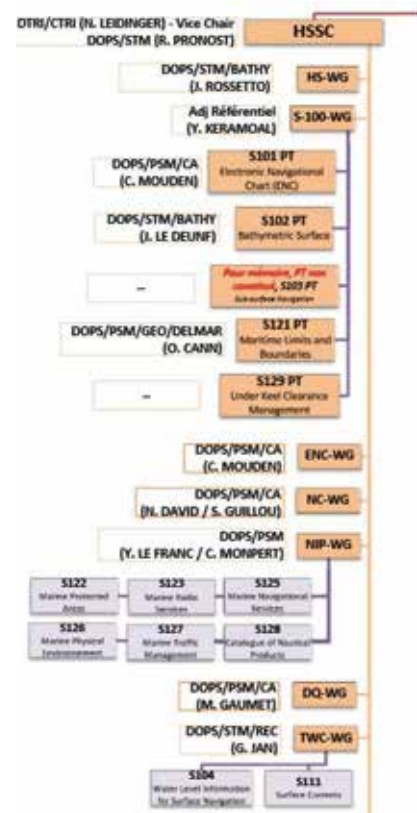 DTRI/CTRI (N. LEIDINGER) - Vice Chair
DOPS/STM (R. PRONOST)
HSSC
DOPS/STM/BATHY
(J. ROSSETTO)
HS-WG
Adj Référentiel
(Y. KERAMOAL)
S-100-WG
DOPS/PSM/CA
(C. MOUDEN)
S101 PT
Electronic Navigational
Chart (ENC)
DOPS/STM/BATHY
(J. LE DEUNF)
S102 PT
Bathymetric Surface
--
Pour mémoire, PT non
constitué, S103 PT
Sub-surface Navigation
DOPS/PSM/GEO/DELMAR
(O. CANN)
S121 PT
Maritime Limits and
Boundaries
--
S129 PT
Under Keel Clearance
Management
DOPS/PSM/CA
(C. MOUDEN)
ENC-WG
DOPS/PSM/CA
(N. DAVID / S. GUILLOU)
NC-WG
DOPS/PSM
(Y. LE FRANC / C. MONPERT)
NIP-WG
S122
Marine Protected
Areas
S123
Marine Radio
Services
S125
Marine Navigational
Services
S126
Marine Physical
Environnement
S127
Marine Traffic
Management
S128
Catalogue of Nautical
Products
DOPS/PSM/CA
(M. GAUMET)
DQ-WG
DOPS/STM/REC
(G. JAN)
TWC-WG
S104
Water Level Information
for Surface Navigation
S111
Surface Currents